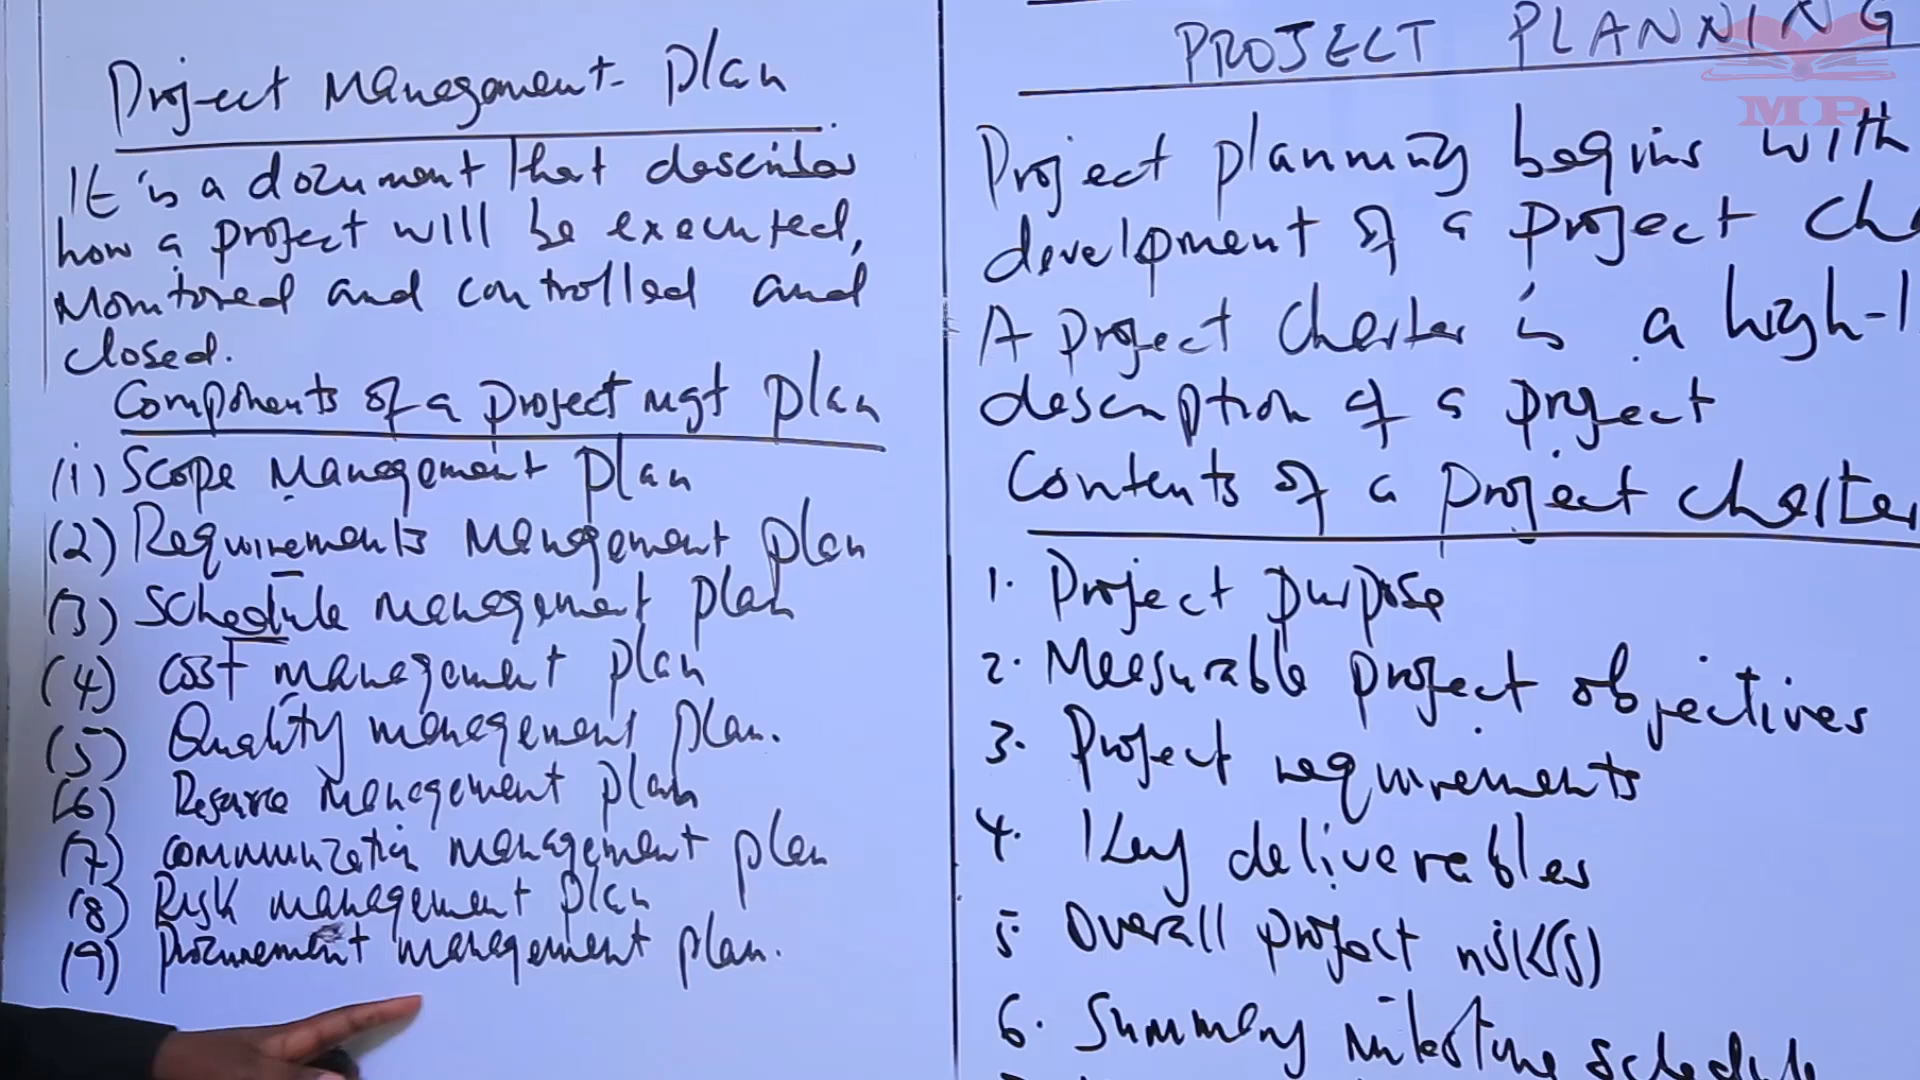 Project Management Plan
It is a document that describes
how a project will be executed,
Monitored and controlled and
closed.
Components of a project mgt plan
(1) Scope Management plan
(2) Requirements Management plan
(3) Schedule management plan
(4) Cost management plan
(5) Quality management plan.
(6) Resource management plan
(7) Communication management plan
(8) Risk management plan
(9) Procurement management plan.
PROJECT PLANNING
Project planning begins with
development of a project Cha
A project Charter is a high-l
description of a project
Contents of a project charter
1. Project purpose
2. Measurable project objectives
3. Project requirements
4. Key deliverables
5 Overall project risk(s)
6. Summary milestone schedule
MP